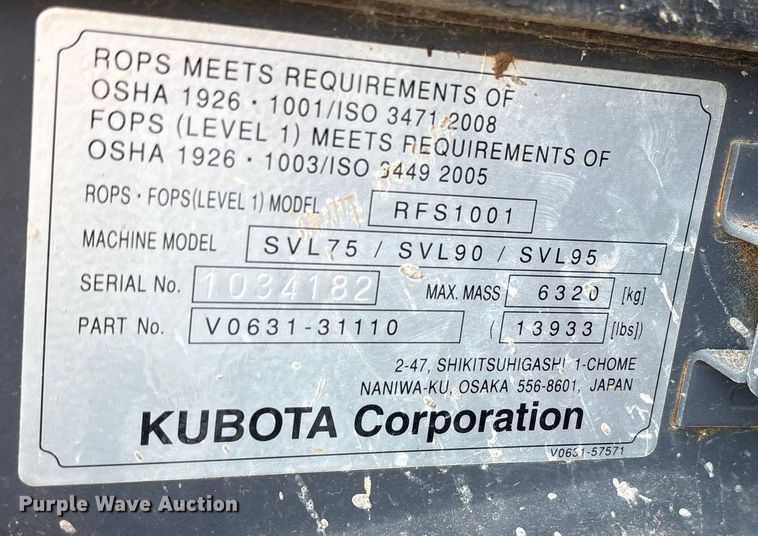 ROPS MEETS REQUIREMENTS OF
OSHA 1926 · 1001/ISO 3471 2008
FOPS (LEVEL 1) MEETS REQUIREMENTS OF
OSHA 1926 · 1003/ISO 3449 2005
ROPS · FOPS(LEVEL 1) MODEL RFS1001
MACHINE MODEL SVL75 / SVL90 / SVL95
SERIAL No. 1034182 MAX. MASS 6320 [kg]
PART No. V0631-31110 ( 13933 [lbs])
2-47, SHIKITSUHIGASHI 1-CHOME
NANIWA-KU, OSAKA 556-8601, JAPAN
KUBOTA Corporation
V0631-57571
Purple Wave Auction